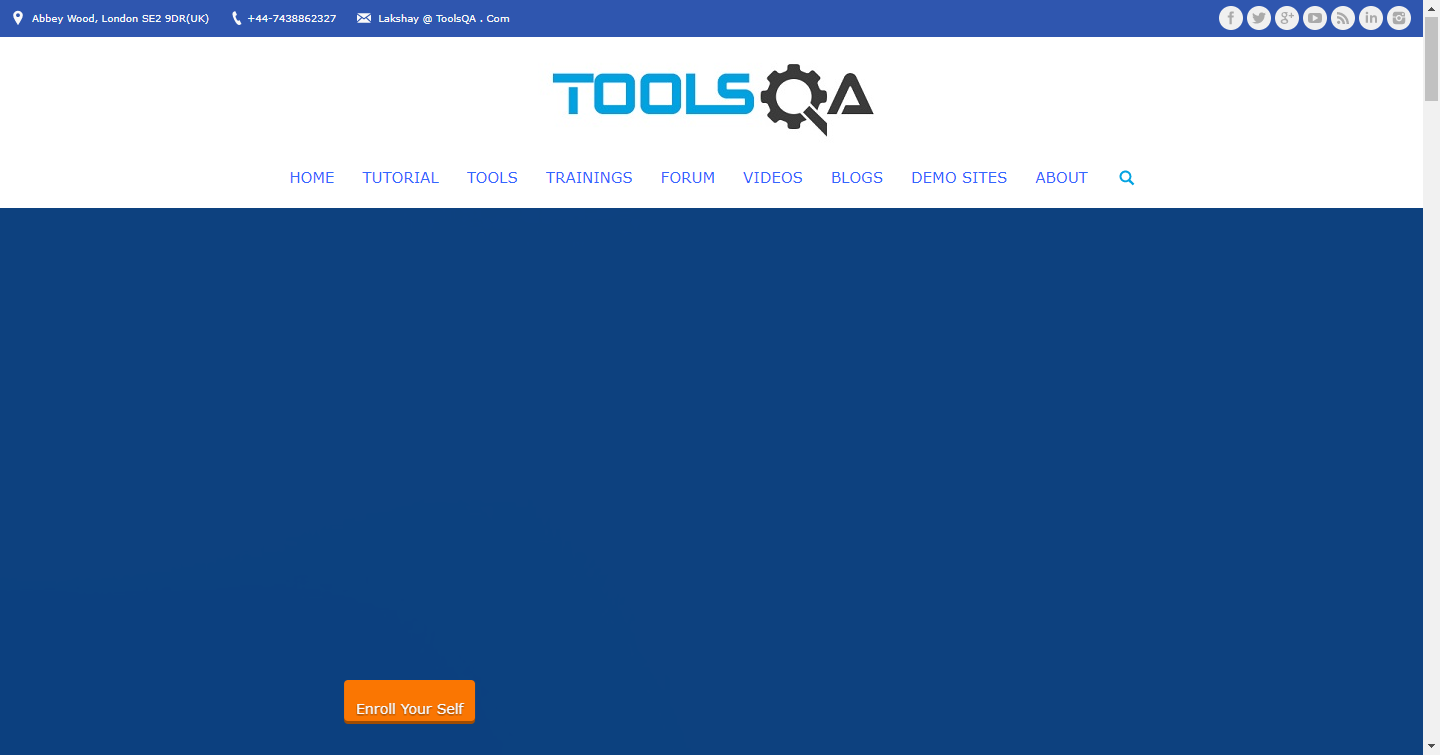 Abbey Wood, London SE2 9DR(UK) +44-7438862327 Lakshay @ ToolsQA . Com
TOOLSQA
HOME TUTORIAL TOOLS TRAININGS FORUM VIDEOS BLOGS DEMO SITES ABOUT
Enroll Your Self